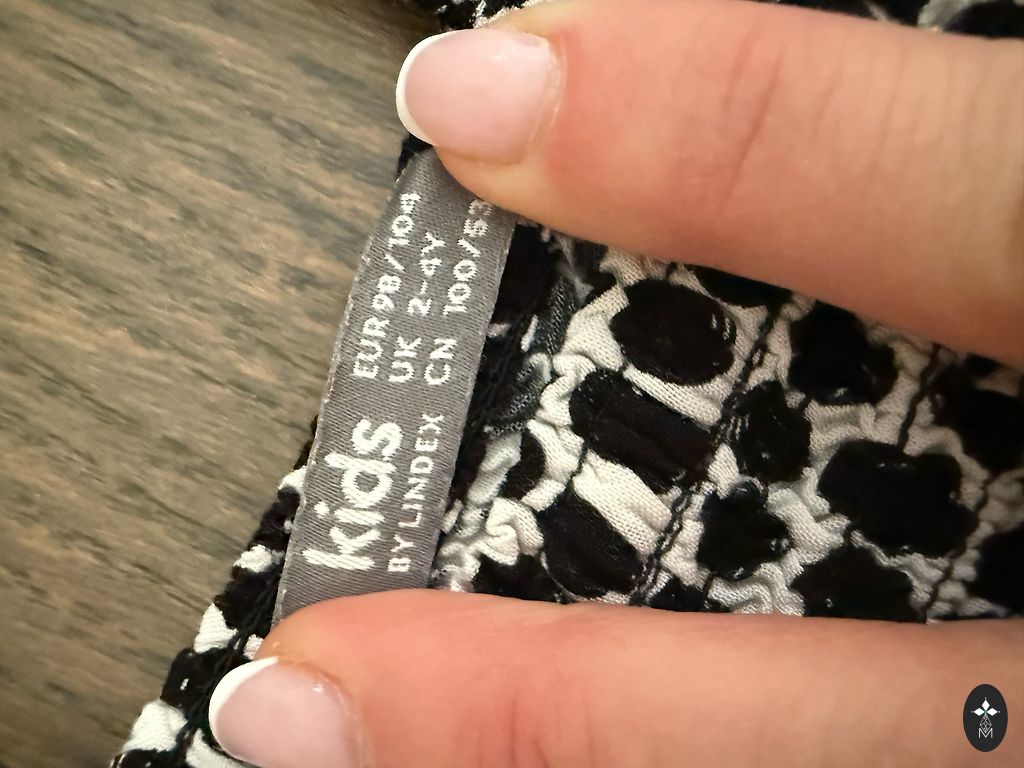 kids
BY LINDEX
EUR 98/104
UK 2-4Y
CN 100/53
M